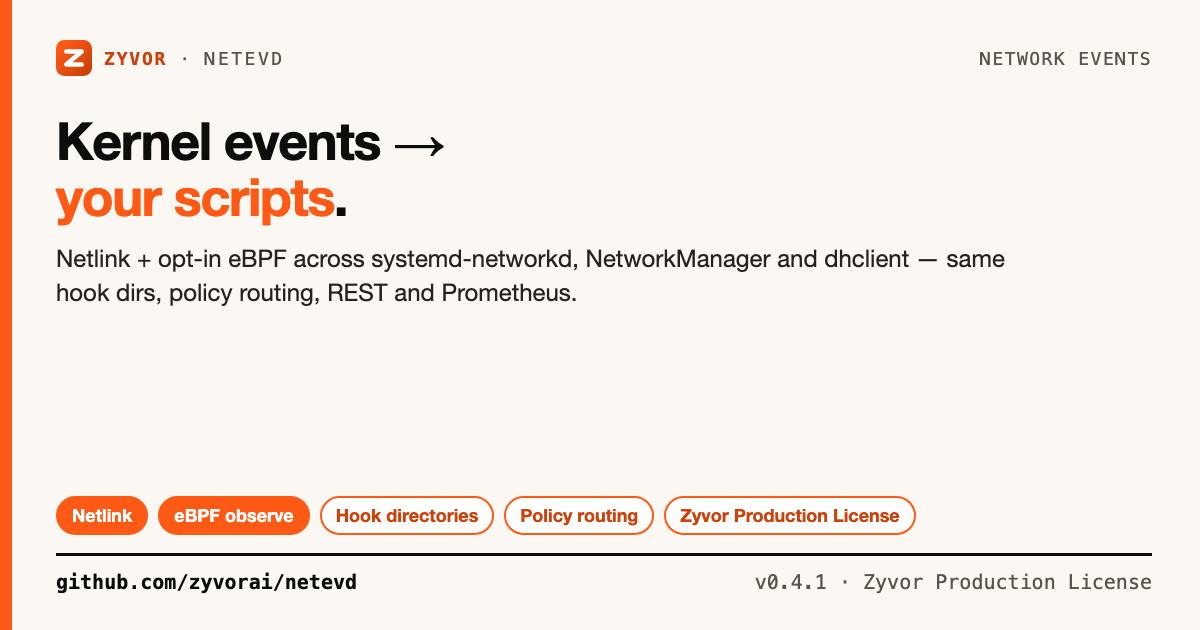 Z ZYVOR · NETEVD
NETWORK EVENTS
Kernel events →
your scripts.
Netlink + opt-in eBPF across systemd-networkd, NetworkManager and dhclient — same
hook dirs, policy routing, REST and Prometheus.
Netlink
eBPF observe
Hook directories
Policy routing
Zyvor Production License
github.com/zyvorai/netevd
v0.4.1 · Zyvor Production License